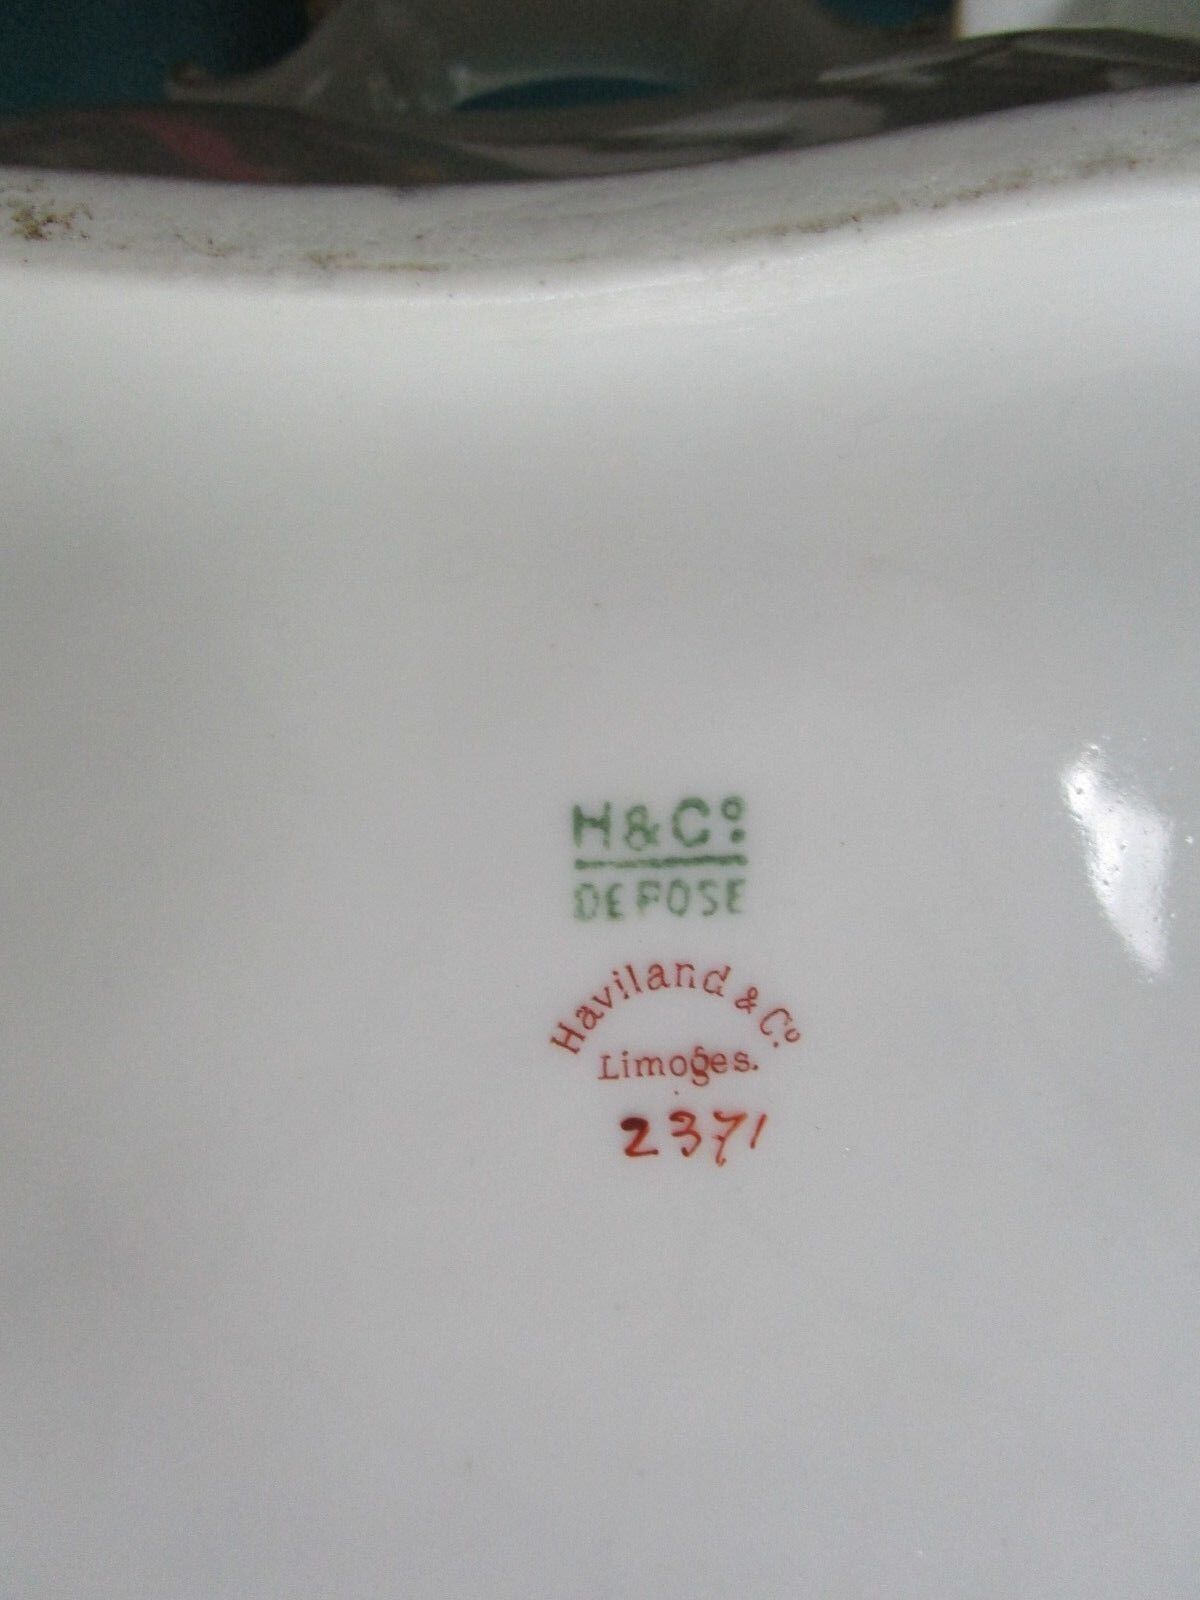 H & Cº.
DEPOSE
Haviland & Cº.
Limoges.
2371